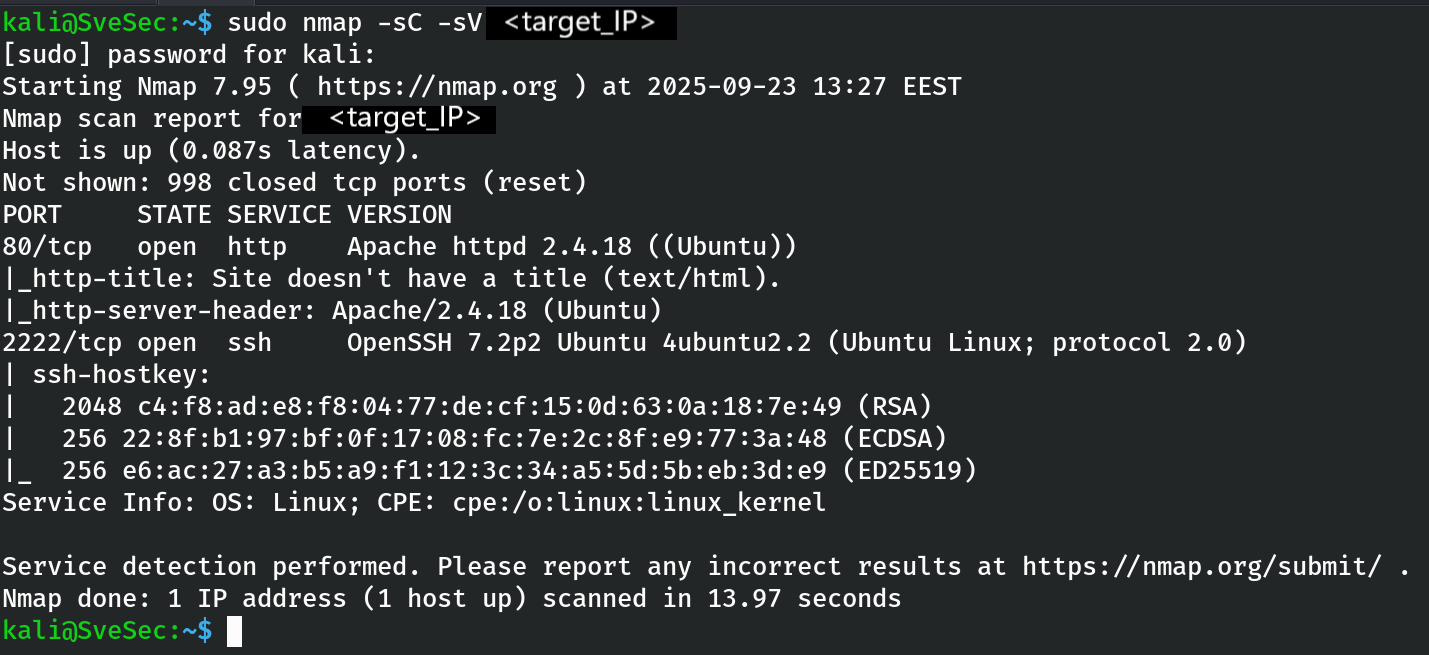 kali@SveSec:~$ sudo nmap -sC -sV <target_IP>
[sudo] password for kali:
Starting Nmap 7.95 ( https://nmap.org ) at 2025-09-23 13:27 EEST
Nmap scan report for <target_IP>
Host is up (0.087s latency).
Not shown: 998 closed tcp ports (reset)
PORT     STATE SERVICE VERSION
80/tcp   open  http    Apache httpd 2.4.18 ((Ubuntu))
|_http-title: Site doesn't have a title (text/html).
|_http-server-header: Apache/2.4.18 (Ubuntu)
2222/tcp open  ssh     OpenSSH 7.2p2 Ubuntu 4ubuntu2.2 (Ubuntu Linux; protocol 2.0)
| ssh-hostkey:
|   2048 c4:f8:ad:e8:f8:04:77:de:cf:15:0d:63:0a:18:7e:49 (RSA)
|   256 22:8f:b1:97:bf:0f:17:08:fc:7e:2c:8f:e9:77:3a:48 (ECDSA)
|_  256 e6:ac:27:a3:b5:a9:f1:12:3c:34:a5:5d:5b:eb:3d:e9 (ED25519)
Service Info: OS: Linux; CPE: cpe:/o:linux:linux_kernel
Service detection performed. Please report any incorrect results at https://nmap.org/submit/ .
Nmap done: 1 IP address (1 host up) scanned in 13.97 seconds
kali@SveSec:~$